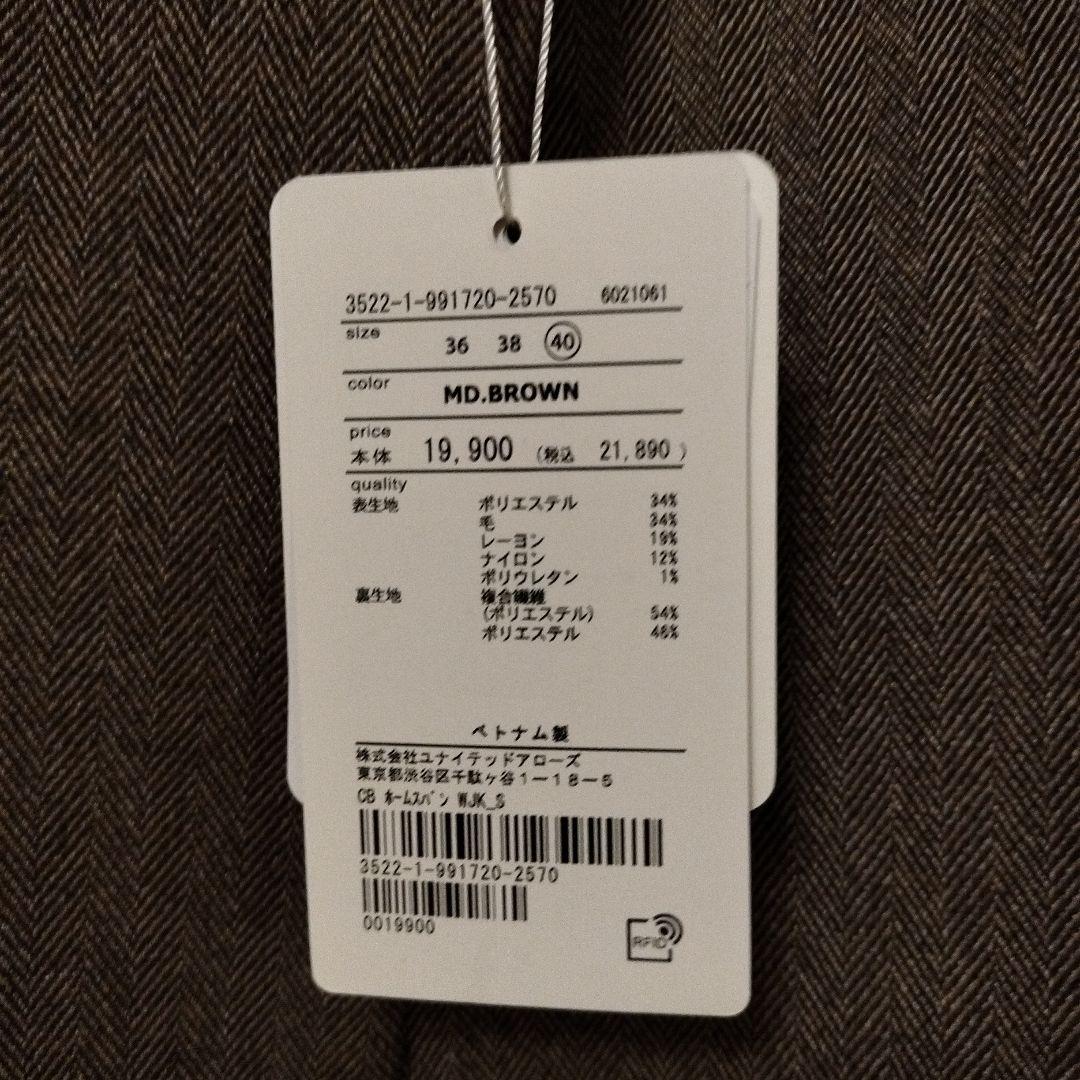 3522-1-991720-2570 6021061
size 36 38 40
color MD.BROWN
price
本体 19,900 (税込 21,890 )
quality
表生地 ポリエステル 34%
毛 34%
レーヨン 19%
ナイロン 12%
ポリウレタン 1%
裏生地 複合繊維
(ポリエステル) 54%
ポリエステル 46%
ベトナム製
株式会社ユナイテッドアローズ
東京都渋谷区千駄ヶ谷1-18-5
CB ﾎｰﾑｽﾊﾟﾝ WJK_S
3522-1-991720-2570
0019900
RFID